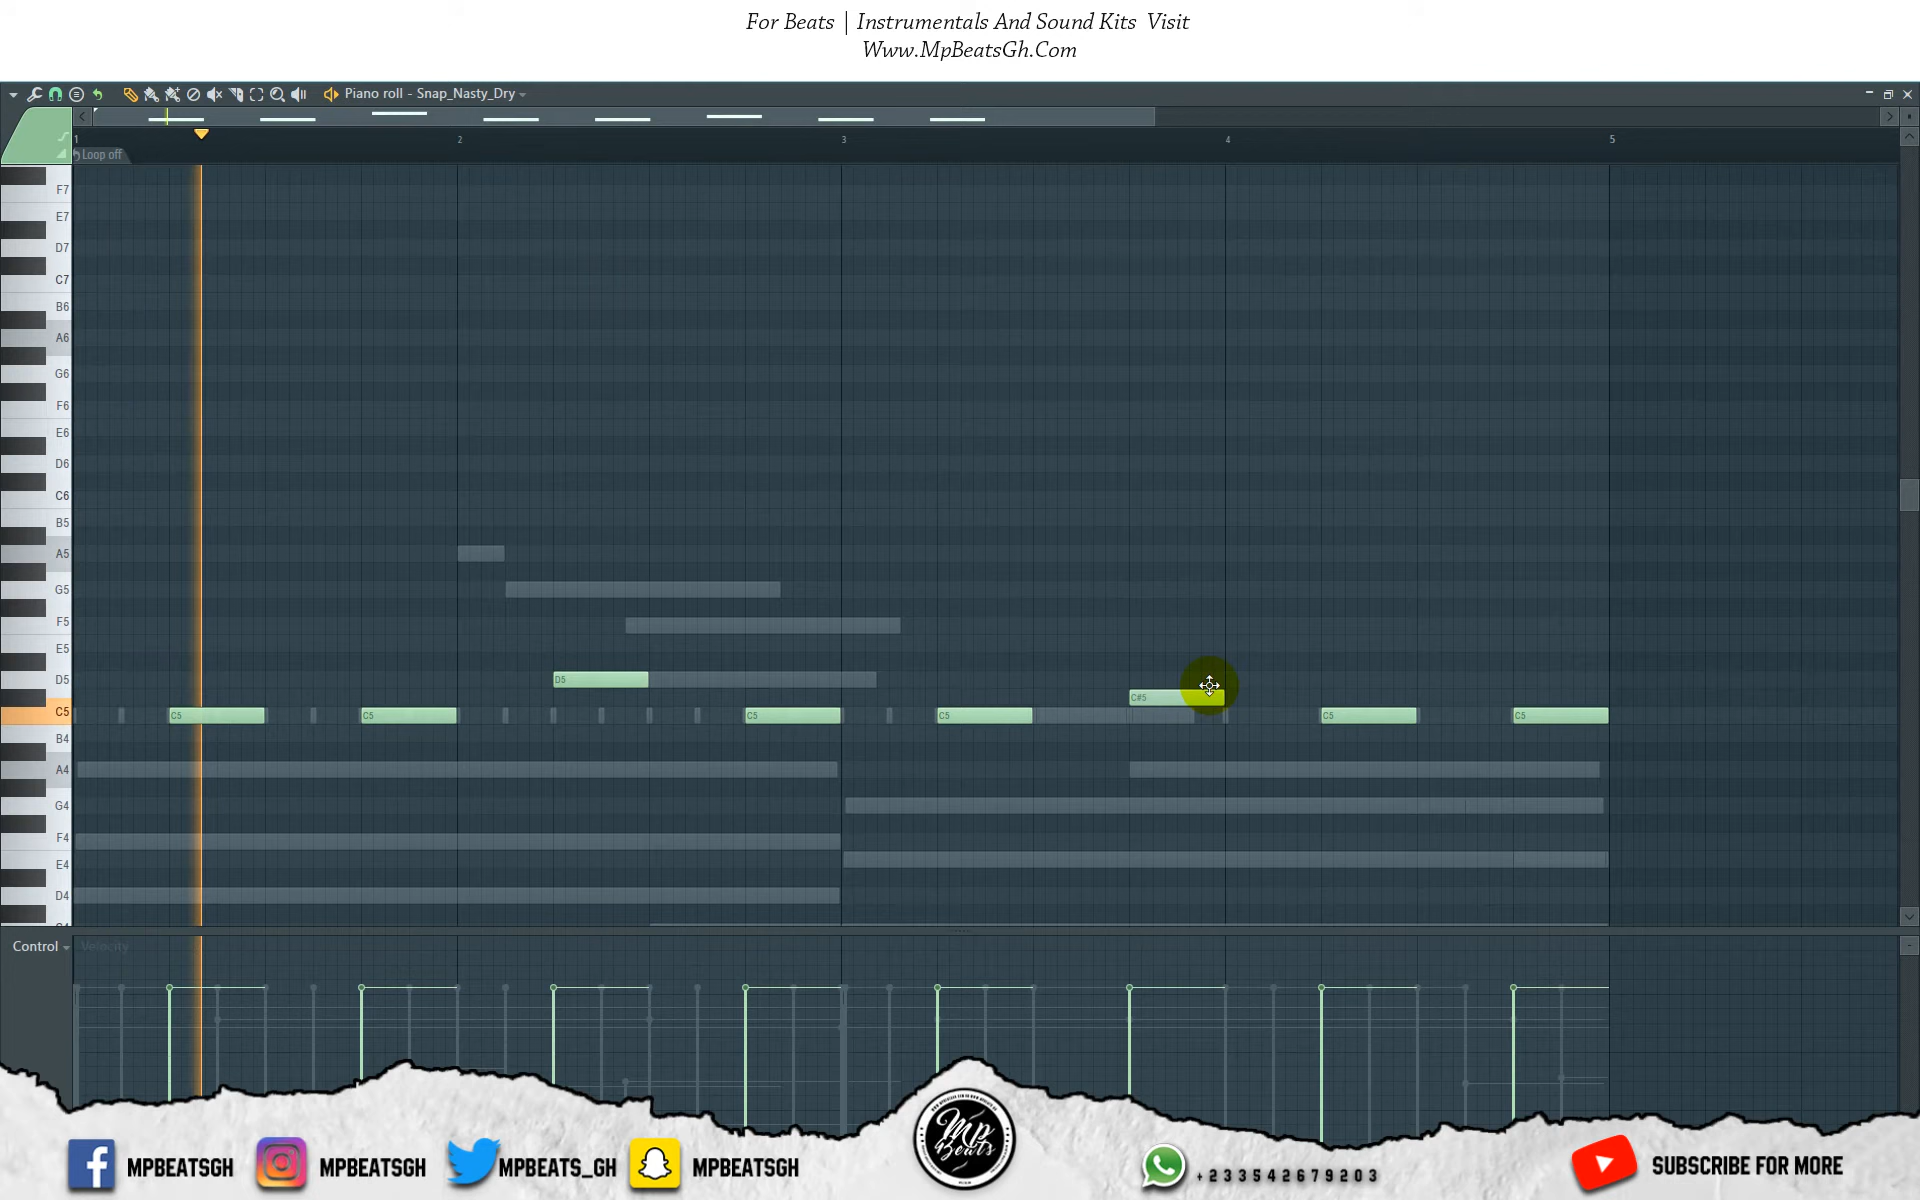 For Beats | Instrumentals And Sound Kits Visit
Www.MpBeatsGh.Com
Piano roll - Snap_Nasty_Dry
1 2 3 4 5
Loop off
F7
E7
D7
C7
B6
A6
G6
F6
E6
D6
C6
B5
A5
G5
F5
E5
D5 D5
C#5
C5 C5 C5 C5 C5 C5 C5
B4
A4
G4
F4
E4
D4
Control Velocity
Mp Beats
MPBEATSGH MPBEATSGH MPBEATS_GH MPBEATSGH +233542679203 SUBSCRIBE FOR MORE